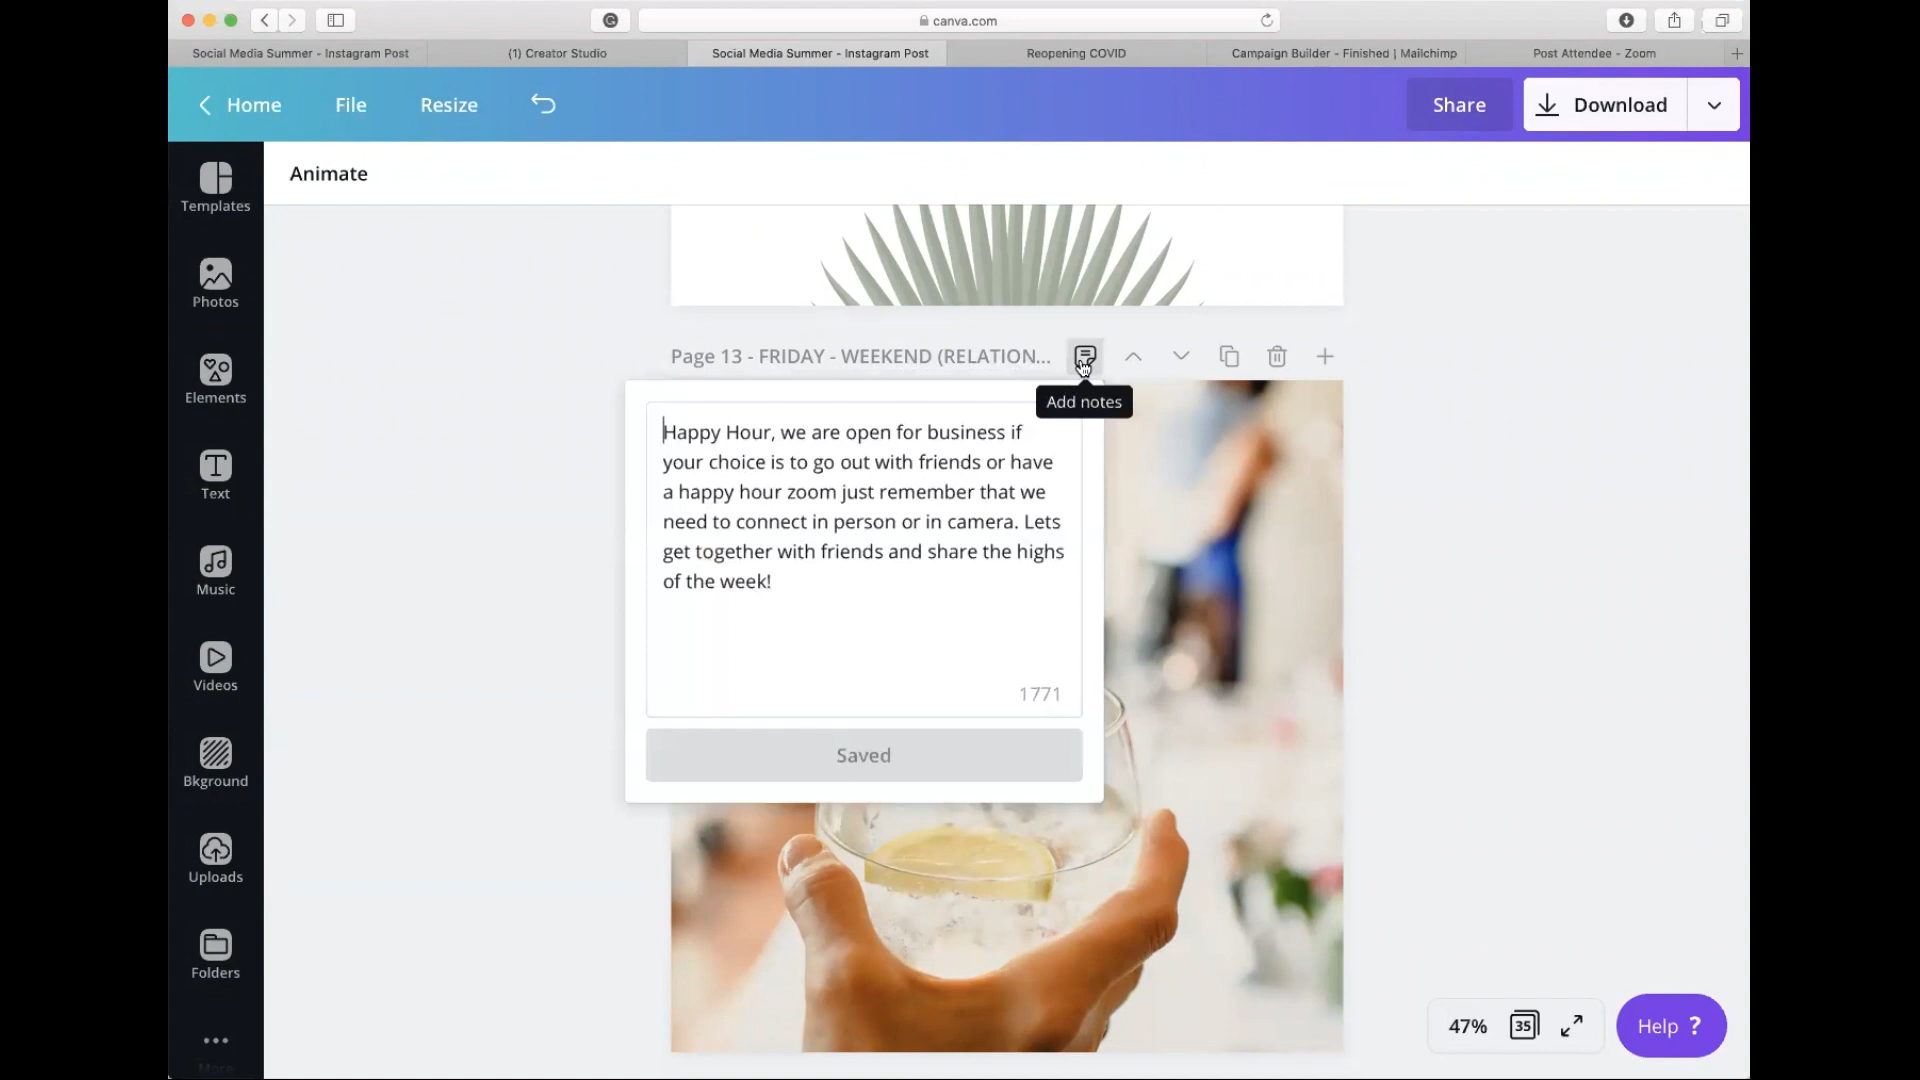 canva.com
Social Media Summer - Instagram Post
(1) Creator Studio
Social Media Summer - Instagram Post
Reopening COVID
Campaign Builder - Finished | Mailchimp
Post Attendee - Zoom
Home
File
Resize
Share
Download
Animate
Templates
Photos
Elements
Text
Music
Videos
Bkground
Uploads
Folders
More
Page 13 - FRIDAY - WEEKEND (RELATION...
Add notes
Happy Hour, we are open for business if
your choice is to go out with friends or have
a happy hour zoom just remember that we
need to connect in person or in camera. Lets
get together with friends and share the highs
of the week!
1771
Saved
47%
35
Help ?